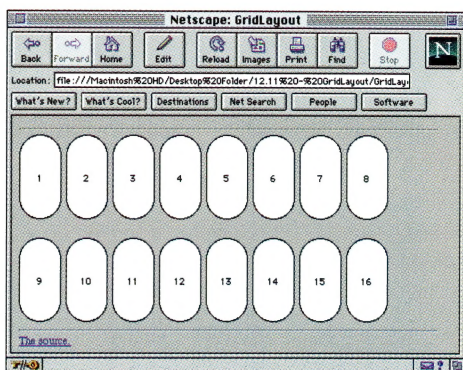 Netscape: GridLayout
Back Forward Home Edit Reload Images Print Find Stop N
Location: file:///Macintosh%20HD/Desktop%20Folder/12.11%20-%20GridLayout/GridLay
What's New? What's Cool? Destinations Net Search People Software
1 2 3 4 5 6 7 8
9 10 11 12 13 14 15 16
The source.
?